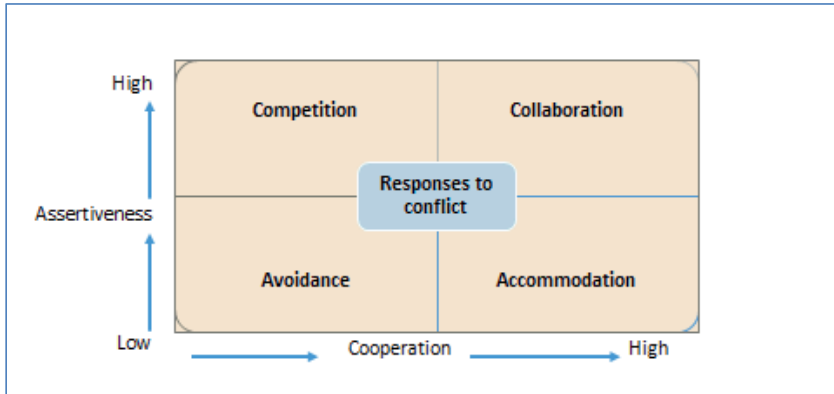 High
Competition
Collaboration
Responses to
conflict
Assertiveness
Avoidance
Accommodation
Low
Cooperation
High